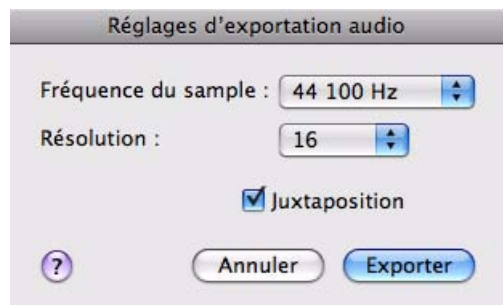 Réglages d'exportation audio
Fréquence du sample : 44 100 Hz
Résolution : 16
Juxtaposition
? Annuler Exporter